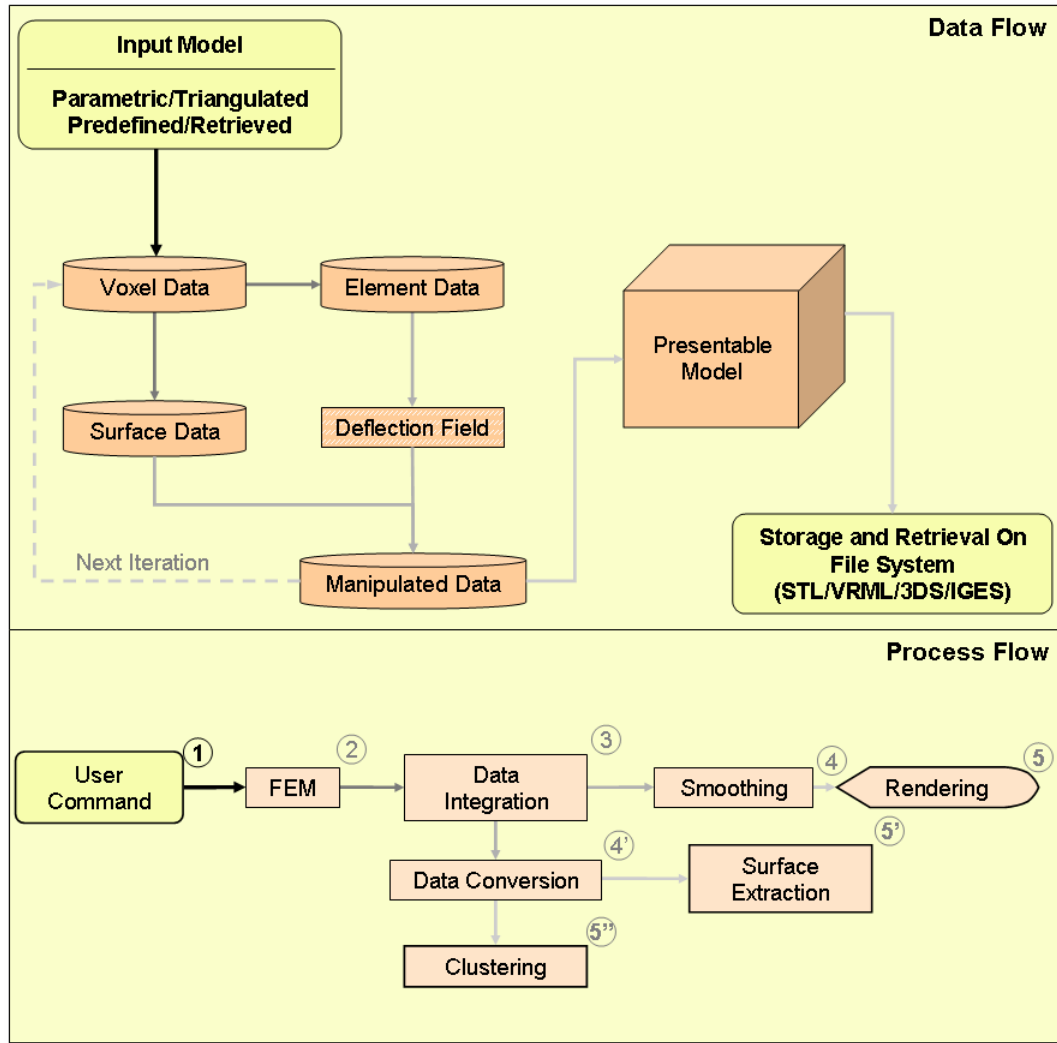 Data Flow
Input Model
Parametric/Triangulated
Predefined/Retrieved
Voxel Data
Element Data
Presentable
Model
Surface Data
Deflection Field
Storage and Retrieval On
File System
(STL/VRML/3DS/IGES)
Next Iteration
Manipulated Data
Process Flow
1
2
3
4
5
User
Command
FEM
Data
Integration
Smoothing
Rendering
4'
5'
Data Conversion
Surface
Extraction
5"
Clustering